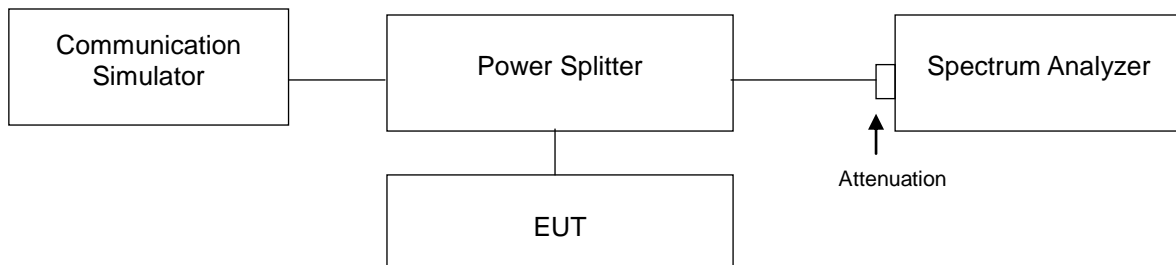 Communication
Simulator
Power Splitter
Spectrum Analyzer
Attenuation
EUT